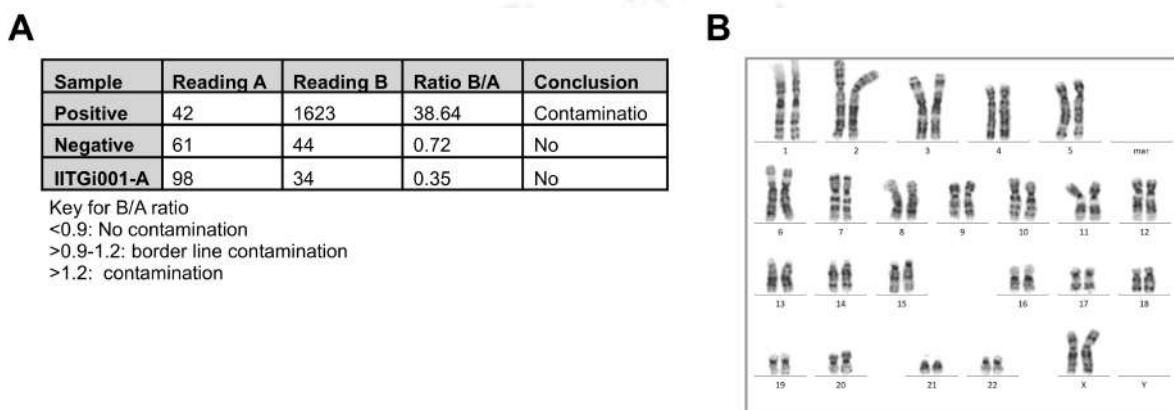 A
Sample Reading A Reading B Ratio B/A Conclusion
Positive 42 1623 38.64 Contaminatio
Negative 61 44 0.72 No
IITGi001-A 98 34 0.35 No
Key for B/A ratio
<0.9: No contamination
>0.9-1.2: border line contamination
>1.2: contamination
B
1 2 3 4 5 mar
6 7 8 9 10 11 12
13 14 15 16 17 18
19 20 21 22 X Y